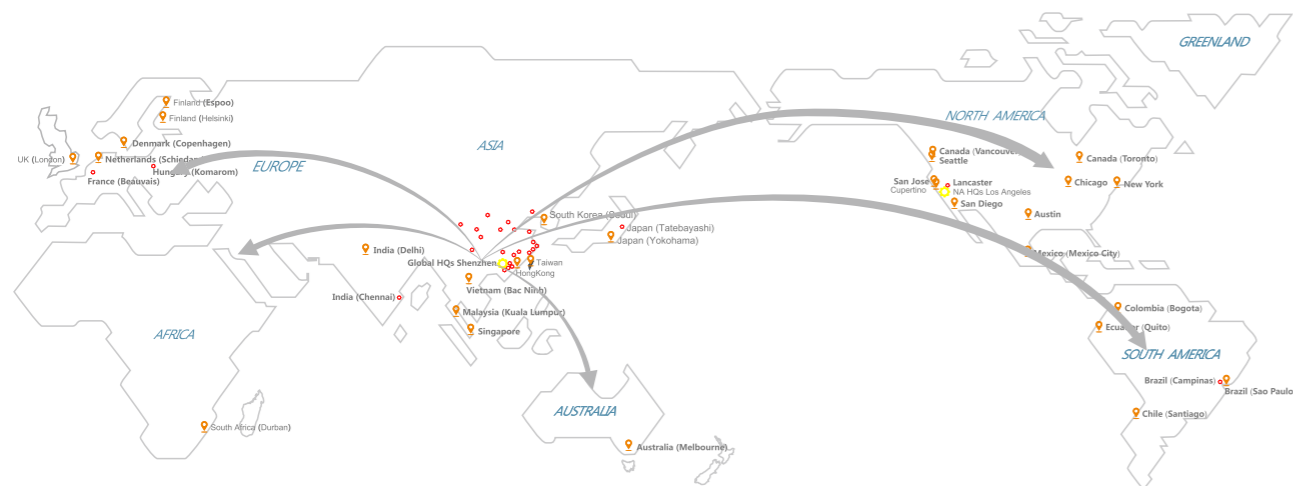 GREENLAND
NORTH AMERICA
ASIA
EUROPE
AFRICA
AUSTRALIA
SOUTH AMERICA
Finland (Espoo)
Finland (Helsinki)
Denmark (Copenhagen)
UK (London)
Netherlands (Schiedam)
Hungary (Komarom)
France (Beauvais)
South Korea (Seoul)
Japan (Tatebayashi)
Japan (Yokohama)
India (Delhi)
Global HQs Shenzhen
Taiwan
HongKong
Vietnam (Bac Ninh)
India (Chennai)
Malaysia (Kuala Lumpur)
Singapore
South Africa (Durban)
Australia (Melbourne)
Canada (Vancouver
Seattle
Canada (Toronto)
San Jose
Cupertino
Lancaster
NA HQs Los Angeles
San Diego
Chicago
New York
Austin
Mexico (Mexico City)
Colombia (Bogota)
Ecuador (Quito)
Brazil (Campinas)
Brazil (Sao Paulo
Chile (Santiago)